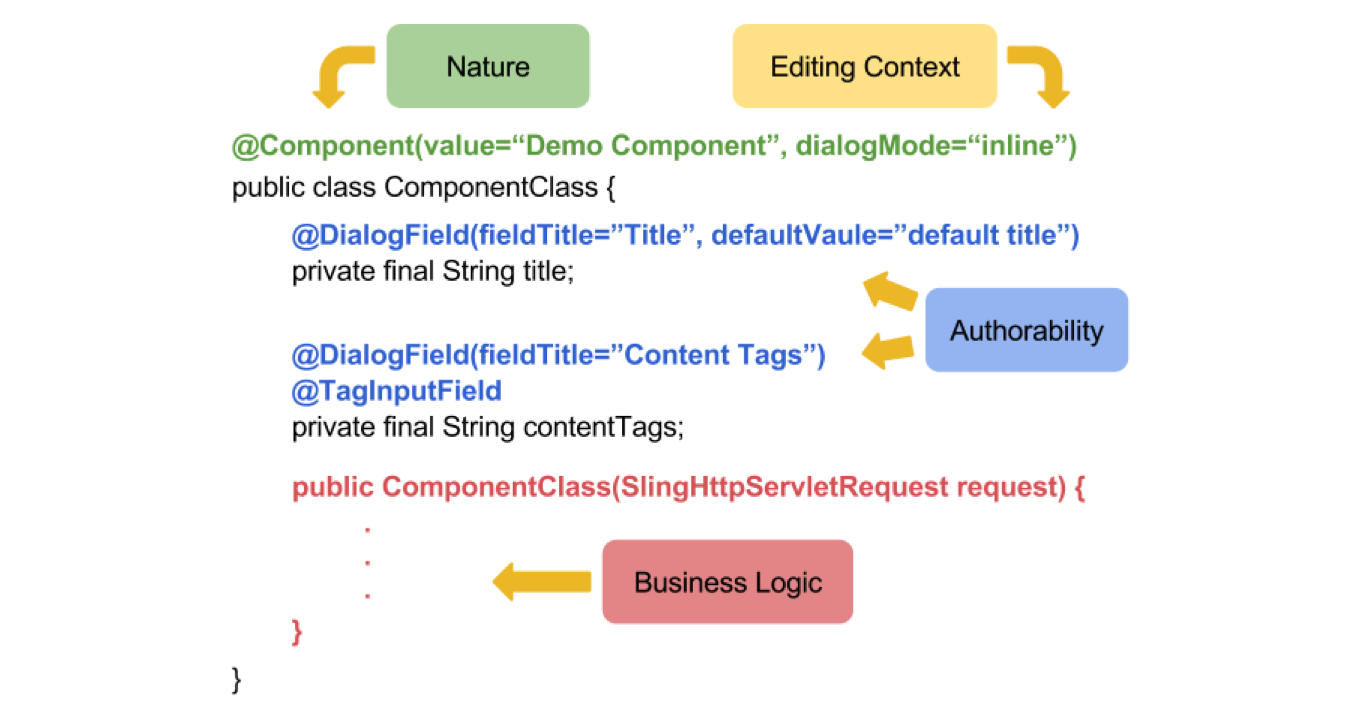 Nature
Editing Context
@Component(value=“Demo Component”, dialogMode=“inline”)
public class ComponentClass {
@DialogField(fieldTitle=”Title”, defaultVaule=”default title”)
private final String title;
Authorability
@DialogField(fieldTitle=”Content Tags”)
@TagInputField
private final String contentTags;
public ComponentClass(SlingHttpServletRequest request) {
.
.
Business Logic
.
}
}